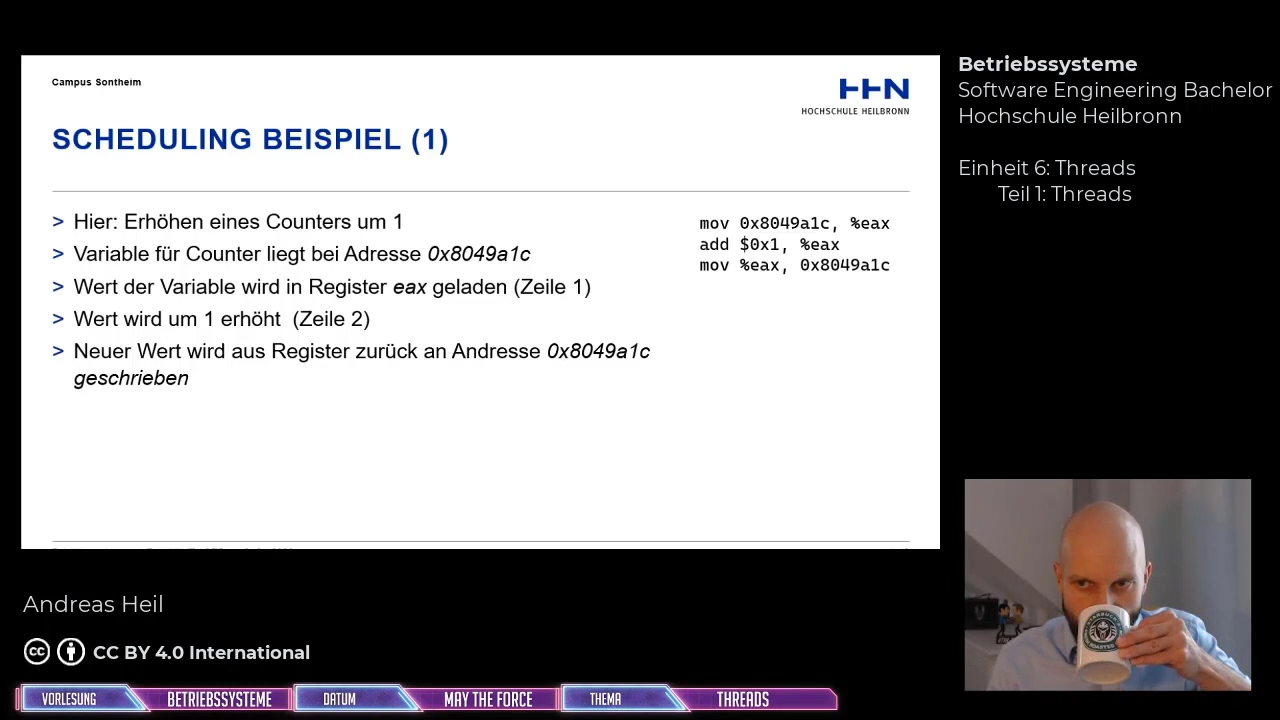 Campus Sontheim
HHN
HOCHSCHULE HEILBRONN
SCHEDULING BEISPIEL (1)
> Hier: Erhöhen eines Counters um 1
> Variable für Counter liegt bei Adresse 0x8049a1c
> Wert der Variable wird in Register eax geladen (Zeile 1)
> Wert wird um 1 erhöht (Zeile 2)
> Neuer Wert wird aus Register zurück an Andresse 0x8049a1c
geschrieben
mov 0x8049a1c, %eax
add $0x1, %eax
mov %eax, 0x8049a1c
Betriebssysteme
Software Engineering Bachelor
Hochschule Heilbronn
Einheit 6: Threads
Teil 1: Threads
Andreas Heil
cc CC BY 4.0 International
VORLESUNG BETRIEBSSYSTEME DATUM MAY THE FORCE THEMA THREADS